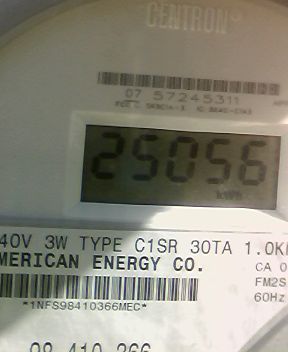 CENTRON®
07 57245311
25056
kWh
40V 3W TYPE C1SR 30TA 1.0K
MERICAN ENERGY CO.
CA 0
FM2S
60Hz
*1NFS98410366MEC*
98 410 366